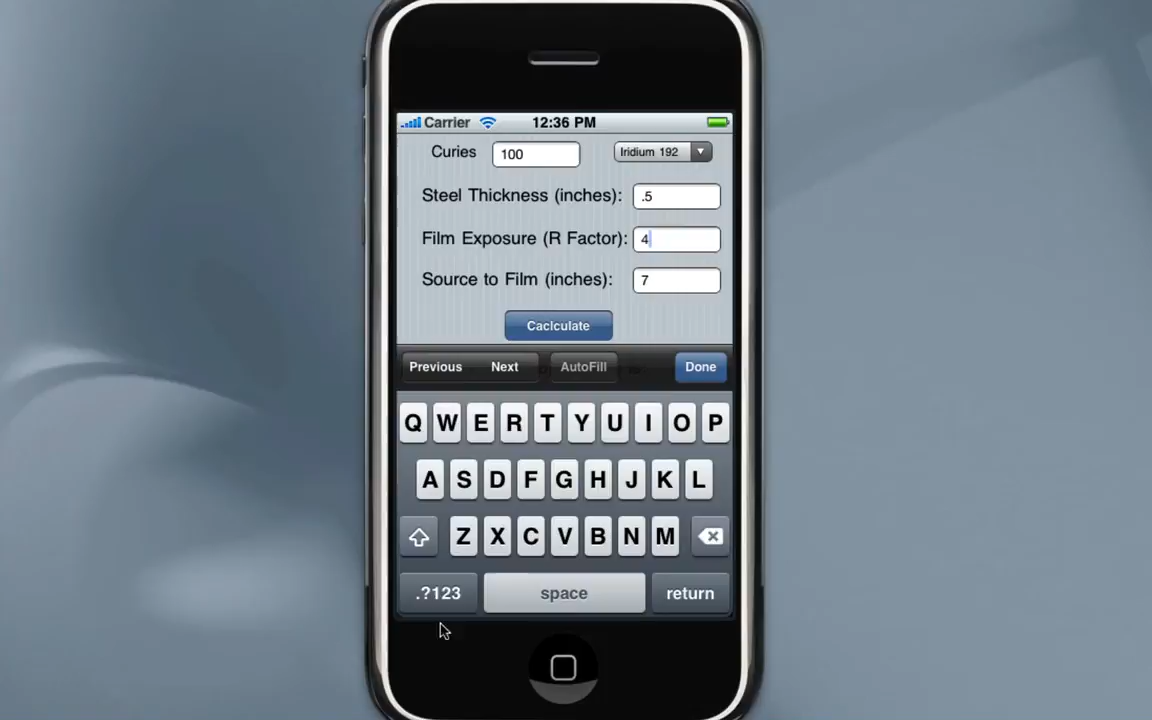 Carrier 12:36 PM
Curies 100 Iridium 192
Steel Thickness (inches): .5
Film Exposure (R Factor): 4
Source to Film (inches): 7
Caclculate
Previous Next AutoFill Done
Q W E R T Y U I O P
A S D F G H J K L
Z X C V B N M
.?123 space return